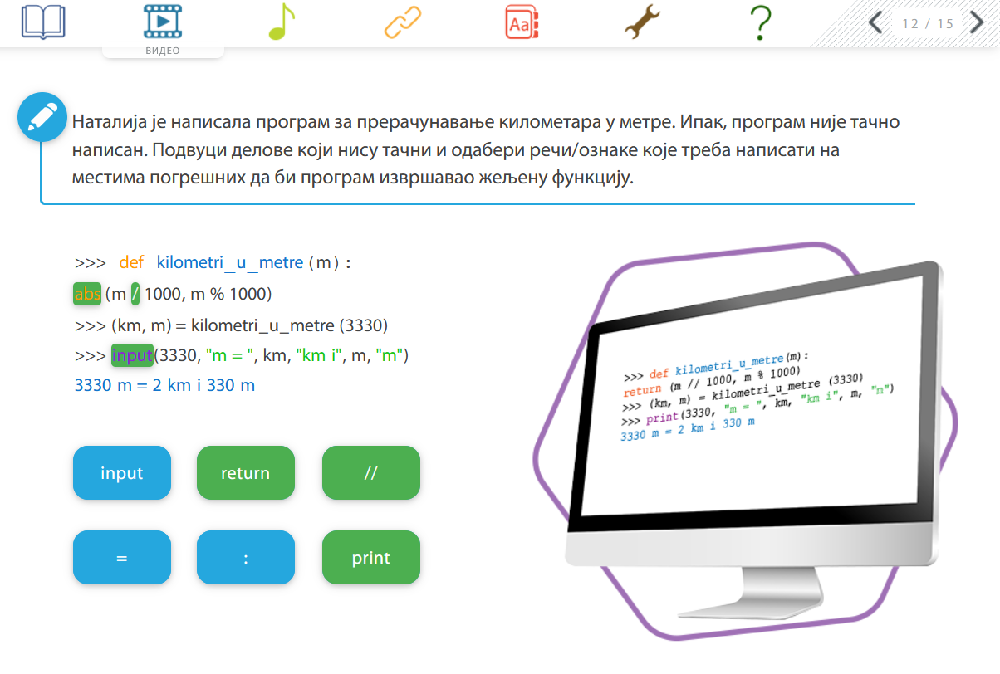 Aa
12 / 15
ВИДЕО
Наталија је написала програм за прерачунавање километара у метре. Ипак, програм није тачно
написан. Подвуци делове који нису тачни и одабери речи/ознаке које треба написати на
местима погрешних да би програм извршавао жељену функцију.
>>> def kilometri_u_metre (m) :
abs (m / 1000, m % 1000)
>>> (km, m) = kilometri_u_metre (3330)
>>> input(3330, "m = ", km, "km i", m, "m")
3330 m = 2 km i 330 m
input
return
//
=
:
print
>>> def kilometri_u_metre(m):
return (m // 1000, m % 1000)
>>> (km, m) = kilometri_u_metre (3330)
>>> print(3330, "m = ", km, "km i", m, "m")
3330 m = 2 km i 330 m